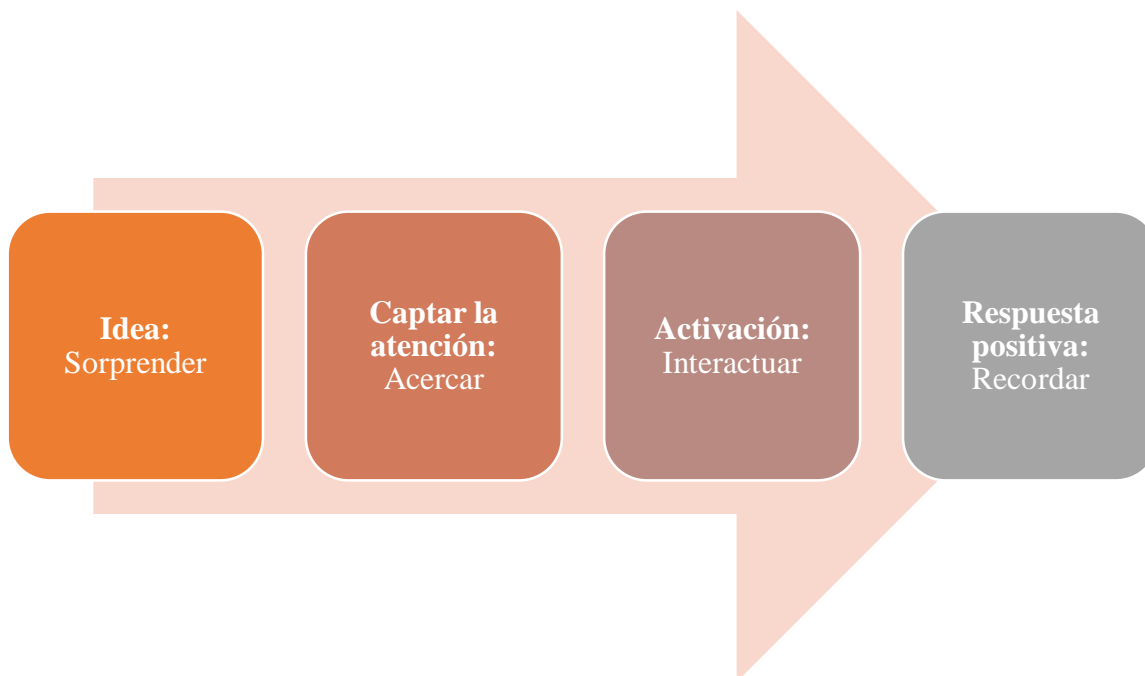 Idea:
Sorprender
Captar la
atención:
Acercar
Activación:
Interactuar
Respuesta
positiva:
Recordar